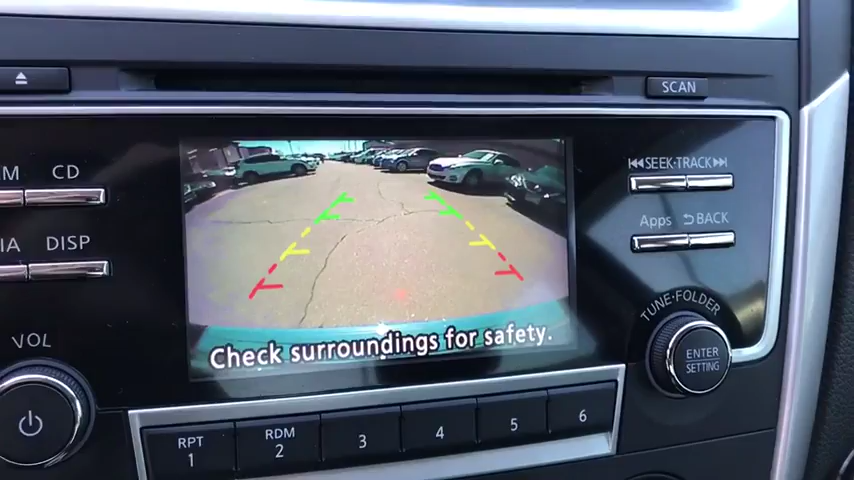 SCAN
CD
SEEK·TRACK
DISP
Apps
BACK
TUNE·FOLDER
VOL
ENTER
SETTING
Check surroundings for safety.
RPT
1
RDM
2
3
4
5
6